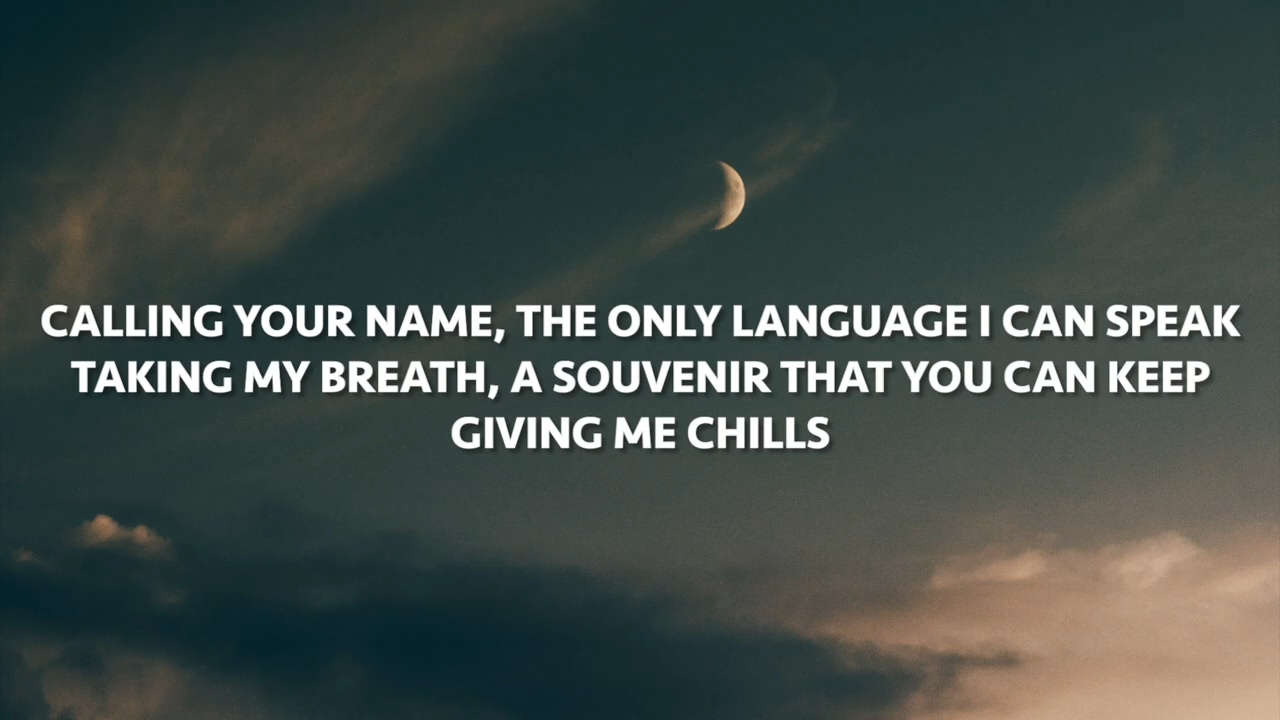 CALLING YOUR NAME, THE ONLY LANGUAGE I CAN SPEAK
TAKING MY BREATH, A SOUVENIR THAT YOU CAN KEEP
GIVING ME CHILLS